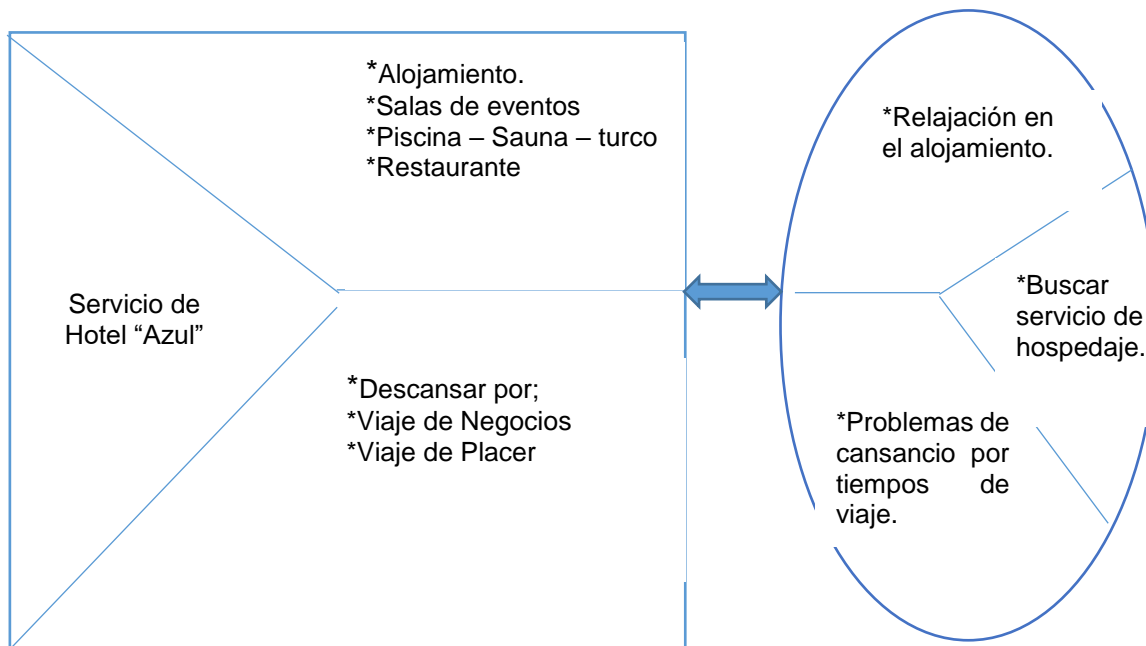 *Alojamiento.
*Salas de eventos
*Piscina – Sauna – turco
*Restaurante
Servicio de
Hotel “Azul”
*Descansar por;
*Viaje de Negocios
*Viaje de Placer
*Relajación en
el alojamiento.
*Buscar
servicio de
hospedaje.
*Problemas de
cansancio por
tiempos de
viaje.